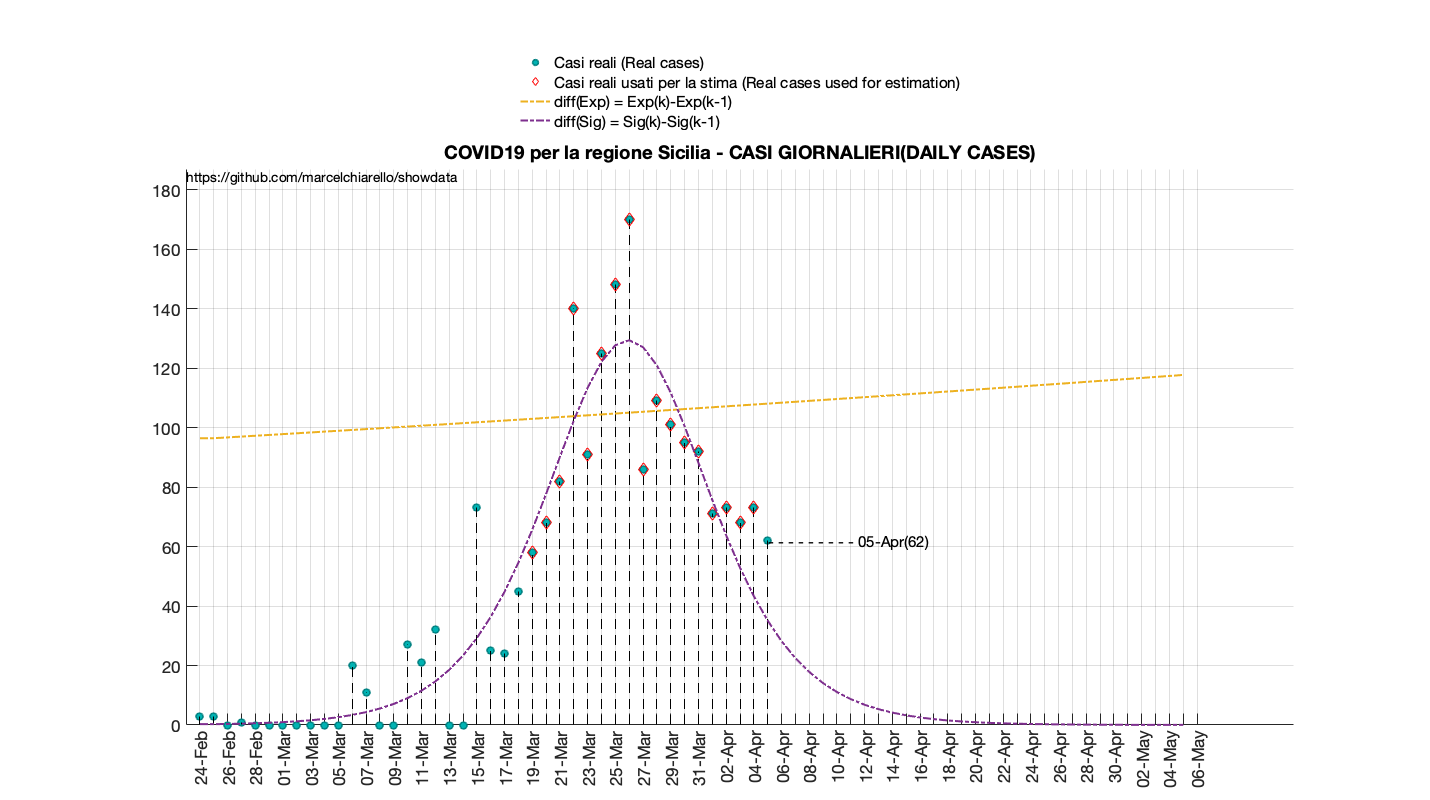 Casi reali (Real cases)
Casi reali usati per la stima (Real cases used for estimation)
diff(Exp) = Exp(k)-Exp(k-1)
diff(Sig) = Sig(k)-Sig(k-1)
COVID19 per la regione Sicilia - CASI GIORNALIERI(DAILY CASES)
https://github.com/marcelchiarello/showdata
180
160
140
120
100
80
60
40
20
0
05-Apr(62)
24-Feb
26-Feb
28-Feb
01-Mar
03-Mar
05-Mar
07-Mar
09-Mar
11-Mar
13-Mar
15-Mar
17-Mar
19-Mar
21-Mar
23-Mar
25-Mar
27-Mar
29-Mar
31-Mar
02-Apr
04-Apr
06-Apr
08-Apr
10-Apr
12-Apr
14-Apr
16-Apr
18-Apr
20-Apr
22-Apr
24-Apr
26-Apr
28-Apr
30-Apr
02-May
04-May
06-May